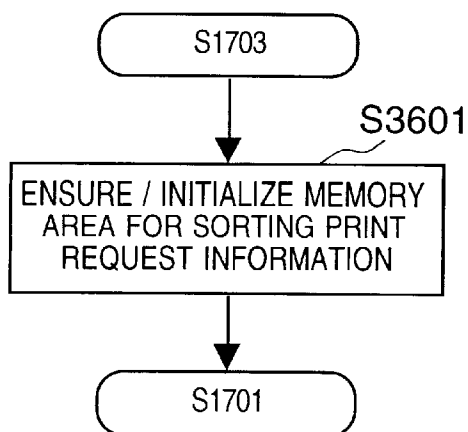 S1703
S3601
ENSURE / INITIALIZE MEMORY
AREA FOR SORTING PRINT
REQUEST INFORMATION
S1701